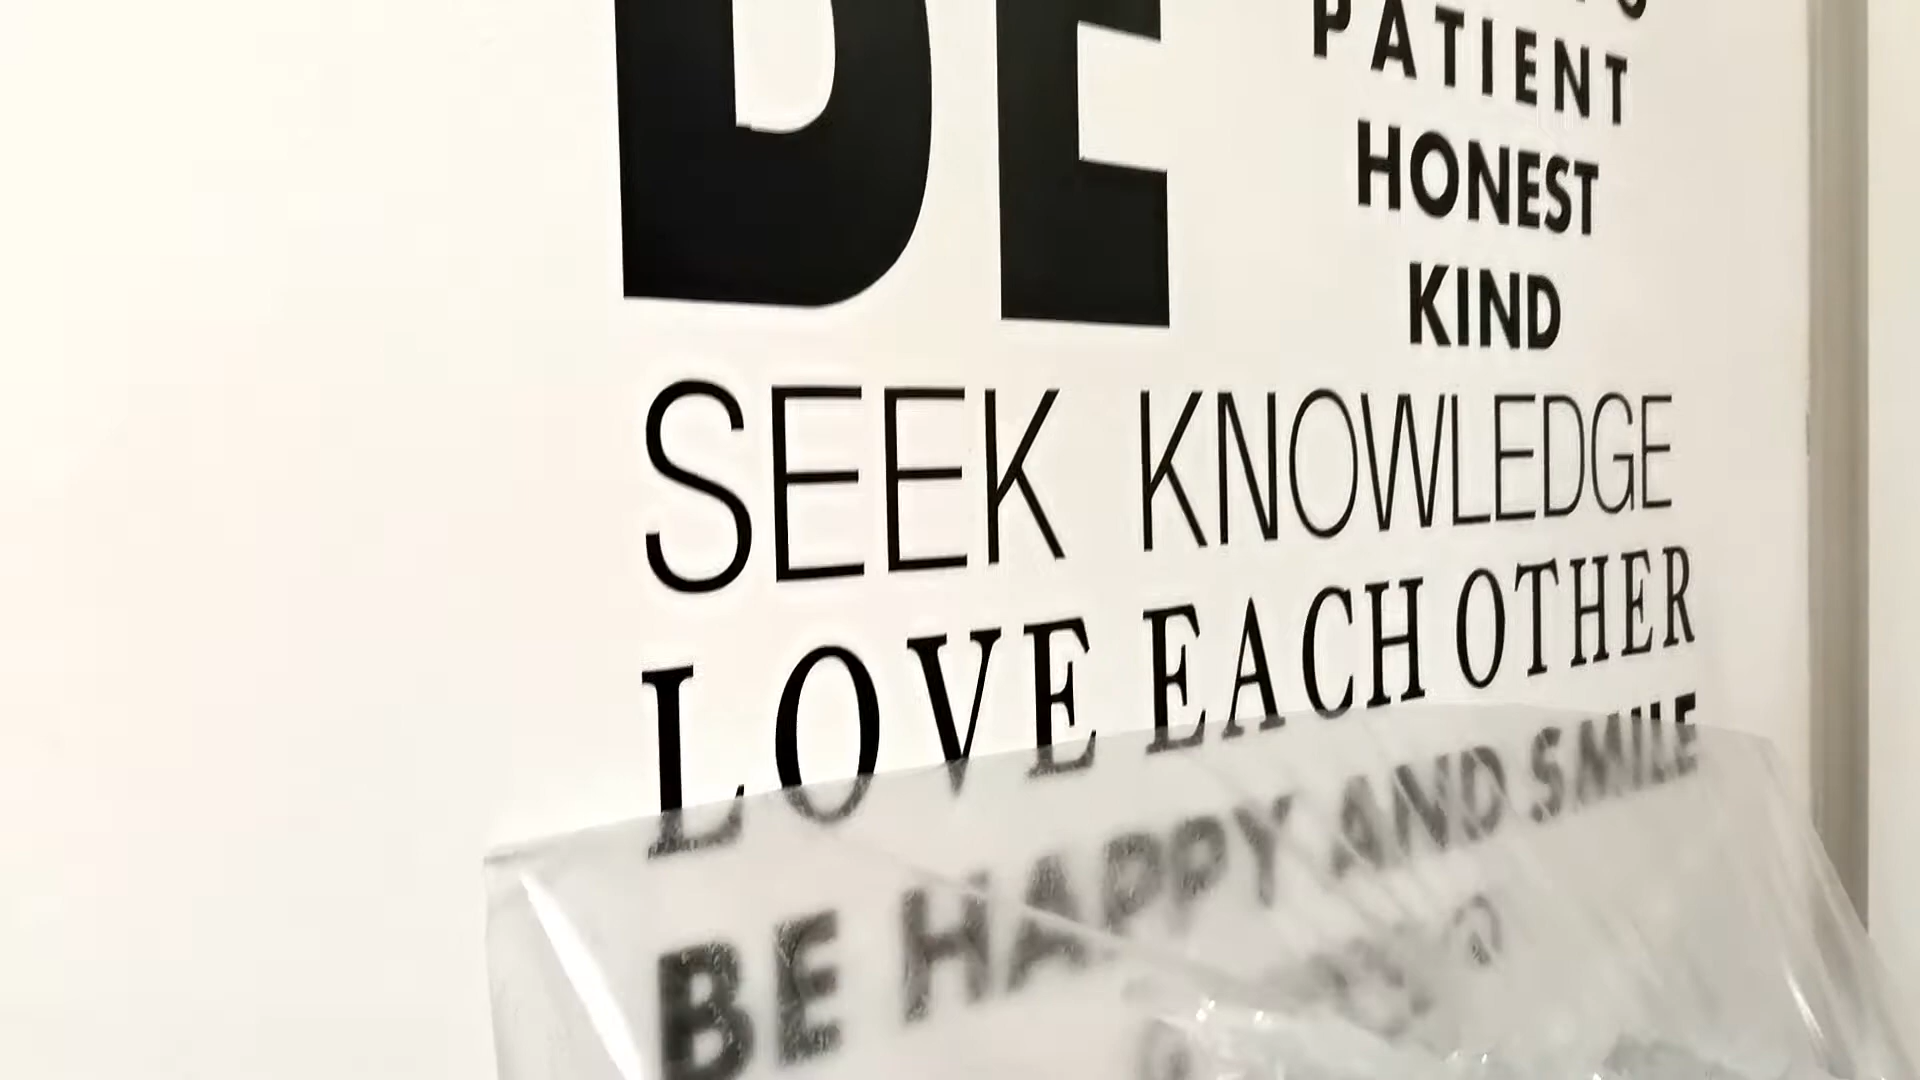 BE
PATIENT
HONEST
KIND
SEEK KNOWLEDGE
LOVE EACH OTHER
BE HAPPY AND SMILE